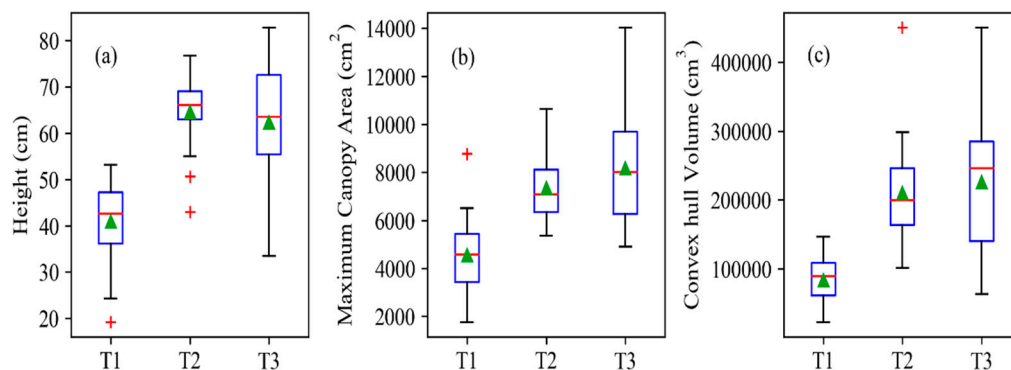 Height (cm)
80
70
60
50
40
30
20
(a)
T1 T2 T3
Maximum Canopy Area (cm²)
14000
12000
10000
8000
6000
4000
2000
(b)
T1 T2 T3
Convex hull Volume (cm³)
400000
300000
200000
100000
(c)
T1 T2 T3